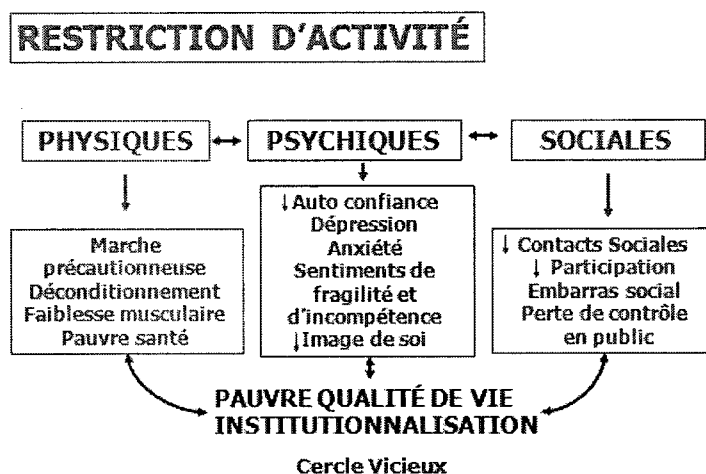 RESTRICTION D'ACTIVITÉ
PHYSIQUES
PSYCHIQUES
SOCIALES
Marche
précautionneuse
Déconditionnement
Faiblesse musculaire
Pauvre santé
↓Auto confiance
Dépression
Anxiété
Sentiments de
fragilité et
d'incompétence
↓Image de soi
↓ Contacts Sociales
↓ Participation
Embarras social
Perte de contrôle
en public
PAUVRE QUALITÉ DE VIE
INSTITUTIONNALISATION
Cercle Vicieux